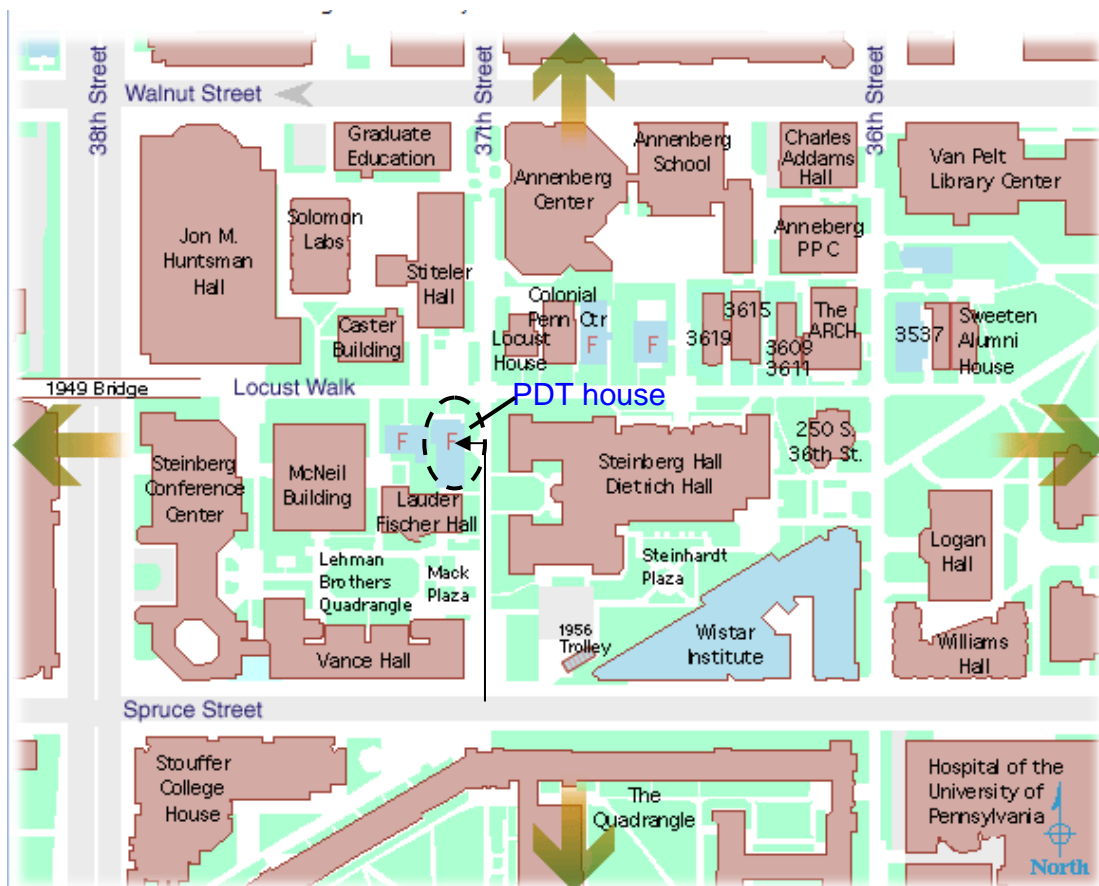 38th Street
Walnut Street
37th Street
36th Street
Graduate
Education
Annenberg
School
Charles
Addams
Hall
Van Pelt
Library Center
Annenberg
Center
Jon M.
Huntsman
Hall
Solomon
Labs
Stiteler
Hall
Anneberg
PPC
Colonial
Penn Ctr
Locust
House
F
F
3619
3615
3609
3611
The
ARCH
3537
Sweeten
Alumni
House
Caster
Building
1949 Bridge
Locust Walk
PDT house
F
F
Steinberg
Conference
Center
McNeil
Building
Lauder
Fischer Hall
Steinberg Hall
Dietrich Hall
250 S.
36th St.
Logan
Hall
Lehman
Brothers
Quadrangle
Mack
Plaza
Steinhardt
Plaza
1956
Trolley
Wistar
Institute
Williams
Hall
Vance Hall
Spruce Street
Stouffer
College
House
The
Quadrangle
Hospital of the
University of
Pennsylvania
North